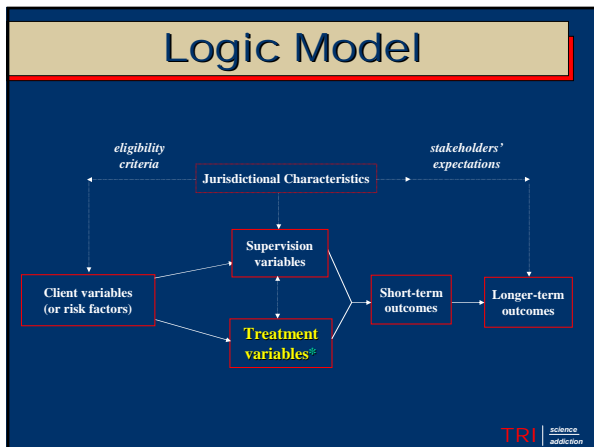 Logic Model
eligibility
criteria
stakeholders'
expectations
Jurisdictional Characteristics
Supervision
variables
Client variables
(or risk factors)
Treatment
variables*
Short-term
outcomes
Longer-term
outcomes
TRI science
addiction